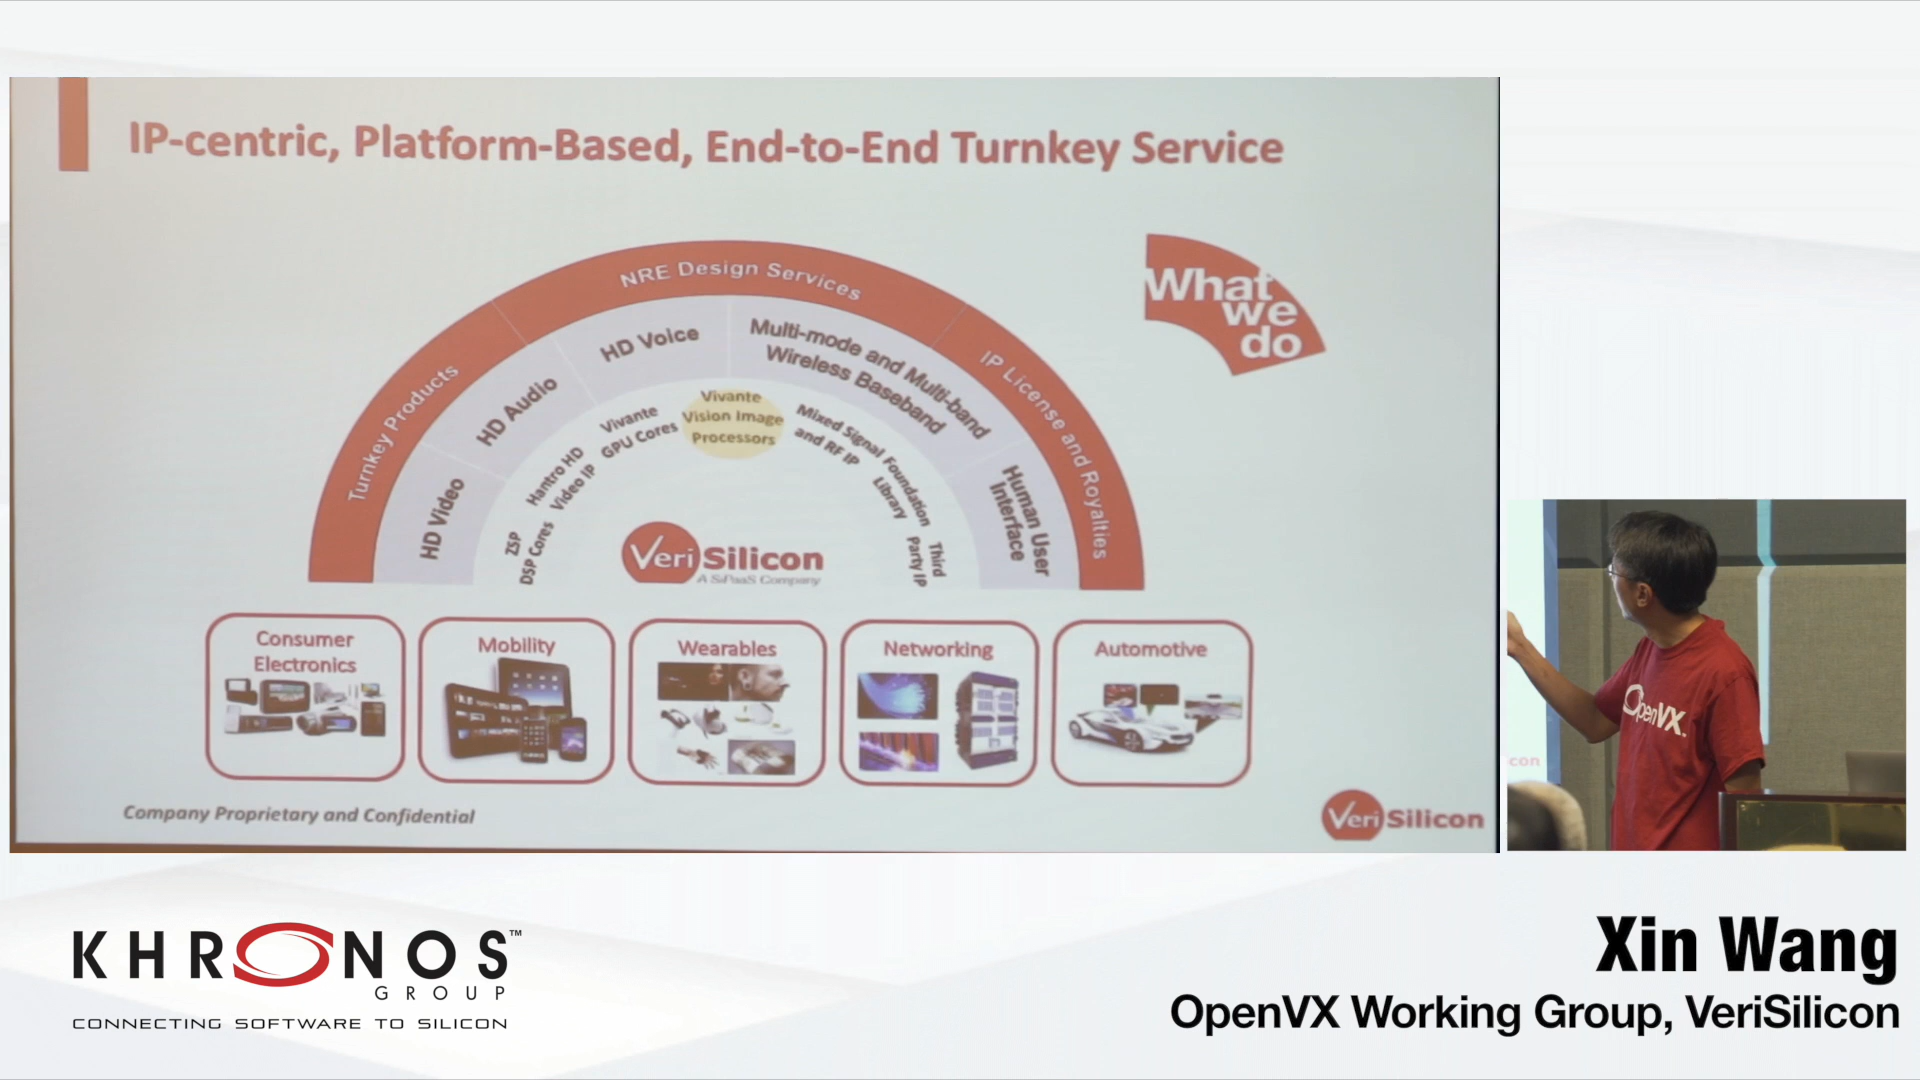 IP-centric, Platform-Based, End-to-End Turnkey Service
What
we
do
Turnkey Products
NRE Design Services
IP License and Royalties
HD Video
HD Audio
HD Voice
Multi-mode and Multi-band
Wireless Baseband
Human User
Interface
ZSP
DSP Cores
Hantro HD
Video IP
Vivante
GPU Cores
Vivante
Vision Image
Processors
Mixed Signal
and RF IP
Foundation
Library
Third
Party IP
VeriSilicon
A SiPaaS Company
Consumer
Electronics
Mobility
Wearables
Networking
Automotive
Company Proprietary and Confidential
VeriSilicon
OpenVX.
con
KHRONOS™
GROUP
CONNECTING SOFTWARE TO SILICON
Xin Wang
OpenVX Working Group, VeriSilicon